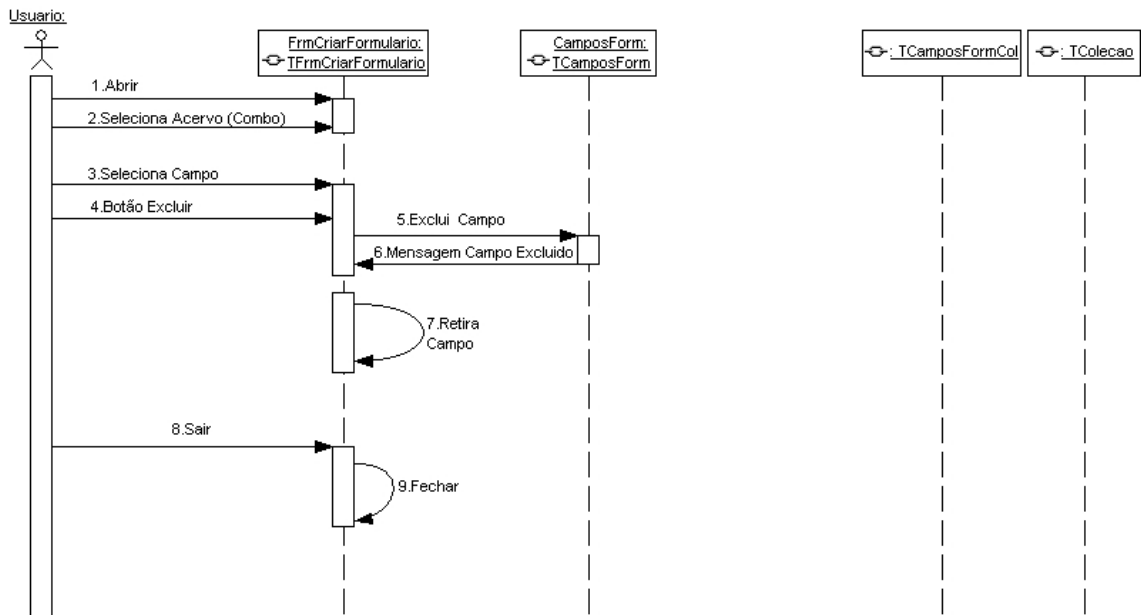 Usuario:
FrmCriarFormulario:
TFrmCriarFormulario
CamposForm:
TCamposForm
: TCamposFormCol
: TColecao
1.Abrir
2.Seleciona Acervo (Combo)
3.Seleciona Campo
4.Botão Excluir
5.Exclui Campo
6.Mensagem Campo Excluido
7.Retira
Campo
8.Sair
9.Fechar